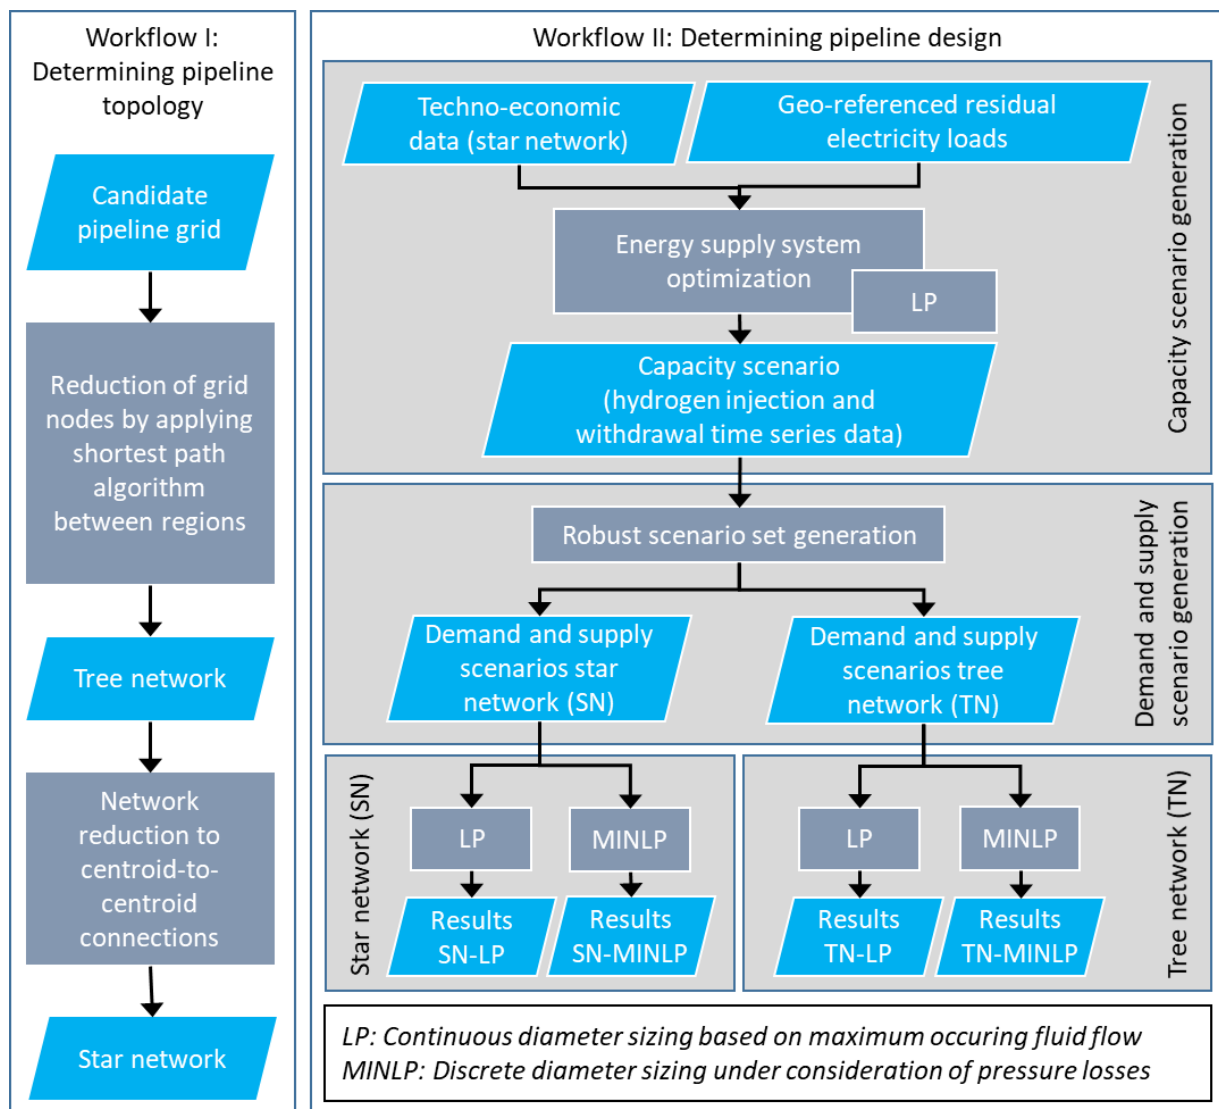 Workflow I:
Determining pipeline
topology
Candidate
pipeline grid
Reduction of grid
nodes by applying
shortest path
algorithm
between regions
Tree network
Network
reduction to
centroid-to-
centroid
connections
Star network
Workflow II: Determining pipeline design
Techno-economic
data (star network)
Geo-referenced residual
electricity loads
Energy supply system
optimization
LP
Capacity scenario
(hydrogen injection and
withdrawal time series data)
Capacity scenario generation
Robust scenario set generation
Demand and supply
scenarios star
network (SN)
Demand and supply
scenarios tree
network (TN)
Demand and supply
scenario generation
Star network (SN)
LP
MINLP
Results
SN-LP
Results
SN-MINLP
LP
MINLP
Results
TN-LP
Results
TN-MINLP
Tree network (TN)
LP: Continuous diameter sizing based on maximum occuring fluid flow
MINLP: Discrete diameter sizing under consideration of pressure losses